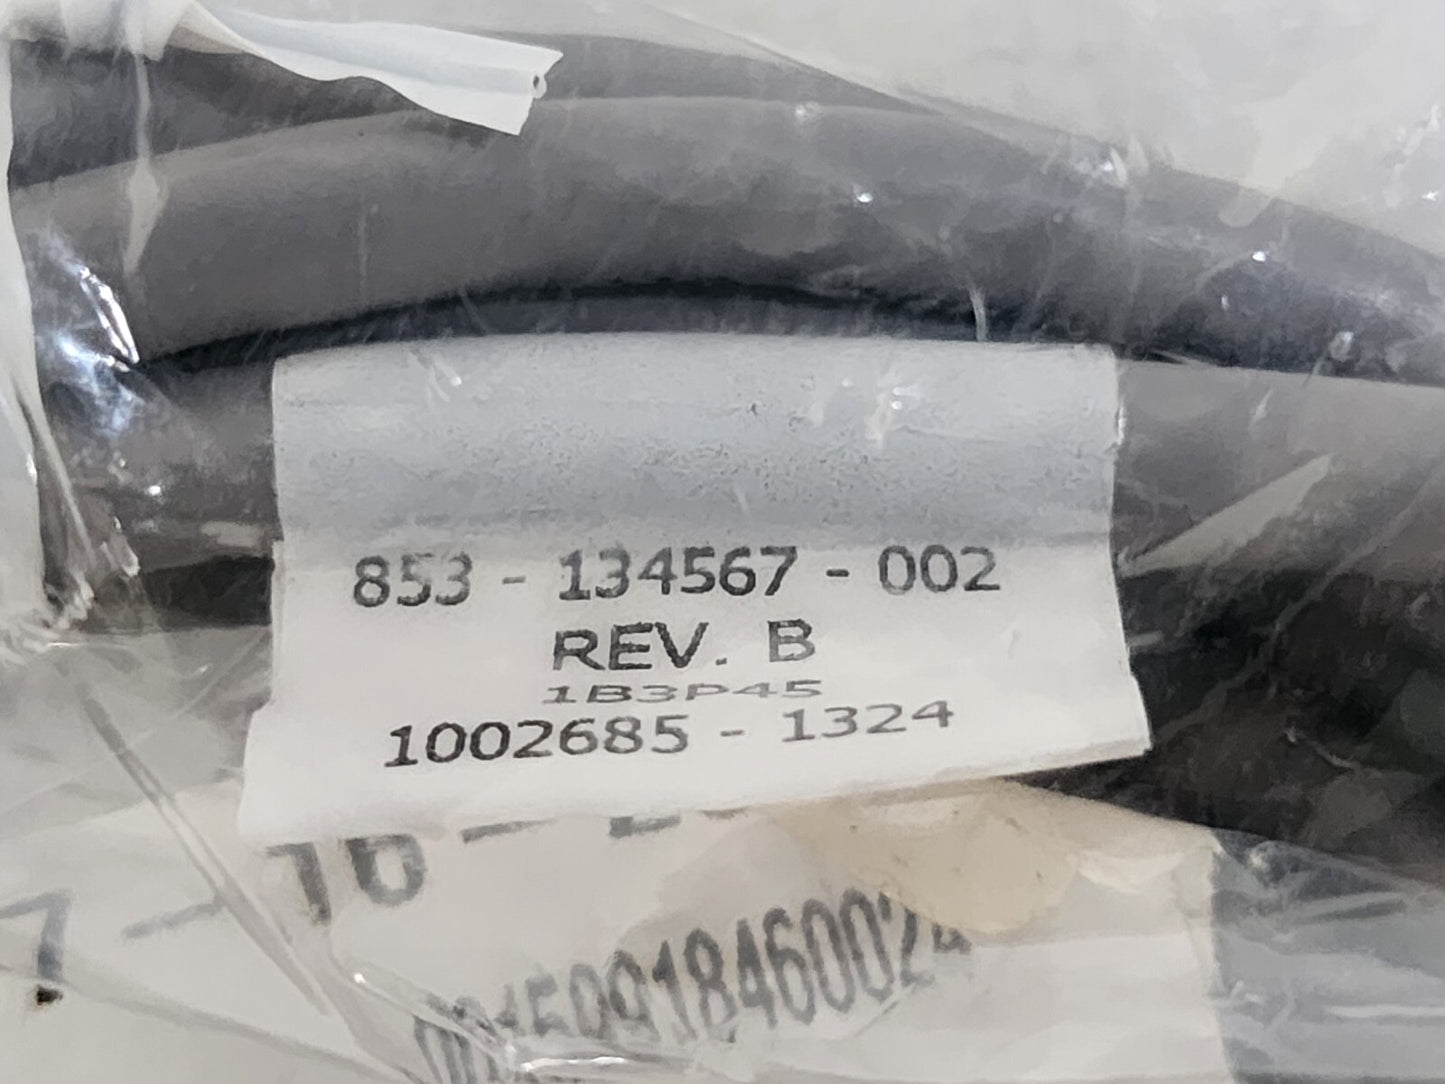 853 - 134567 - 002
REV. B
1B3P45
1002685 - 1324